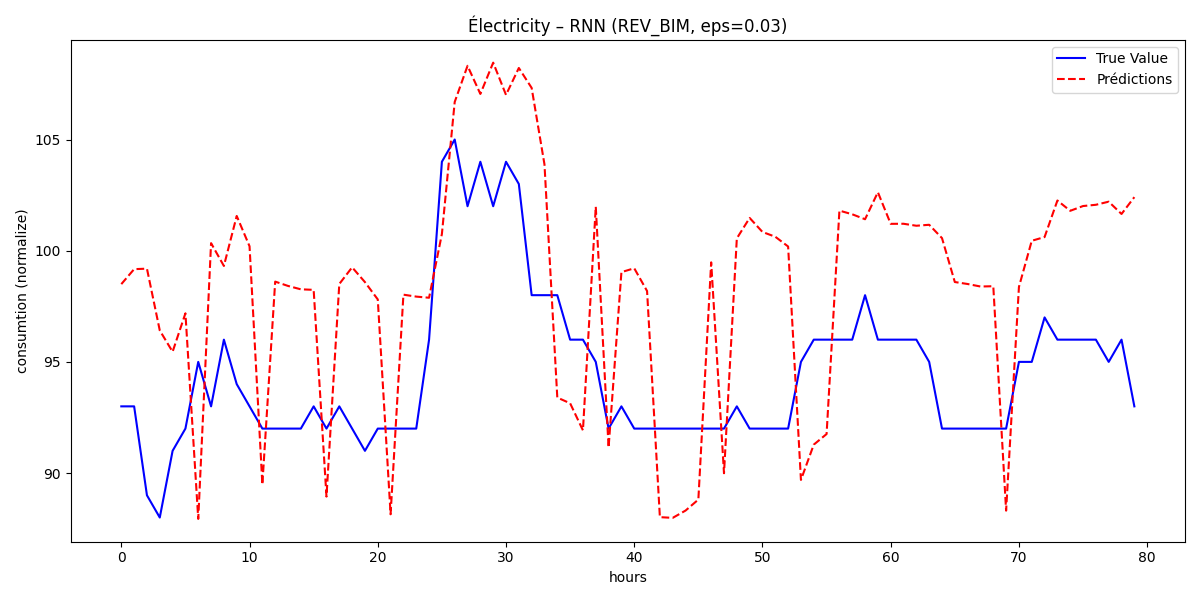 Électricity – RNN (REV_BIM, eps=0.03)
True Value
Prédictions
consumtion (normalize)
105
100
95
90
0 10 20 30 40 50 60 70 80
hours